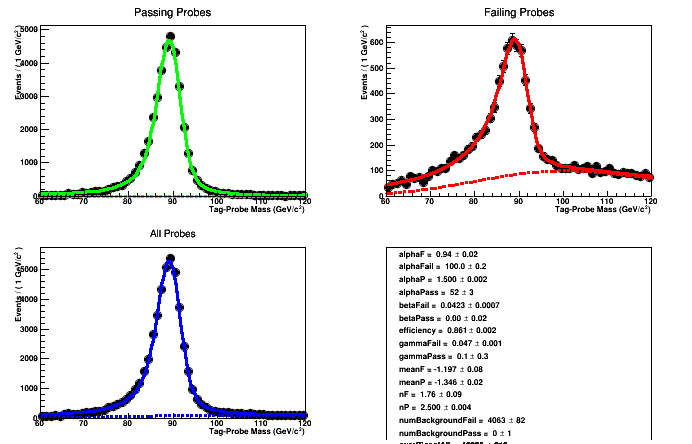 Passing Probes
Events / ( 1 GeV/c² )
5000
4000
3000
2000
1000
0
60 70 80 90 100 110 120
Tag-Probe Mass (GeV/c²)
Failing Probes
Events / ( 1 GeV/c² )
600
500
400
300
200
100
0
60 70 80 90 100 110 120
Tag-Probe Mass (GeV/c²)
All Probes
Events / ( 1 GeV/c² )
5000
4000
3000
2000
1000
0
60 70 80 90 100 110 120
Tag-Probe Mass (GeV/c²)
alphaF = 0.94 ± 0.02
alphaFail = 100.0 ± 0.2
alphaP = 1.500 ± 0.002
alphaPass = 52 ± 3
betaFail = 0.0423 ± 0.0007
betaPass = 0.00 ± 0.02
efficiency = 0.861 ± 0.002
gammaFail = 0.047 ± 0.001
gammaPass = 0.1 ± 0.3
meanF = -1.197 ± 0.08
meanP = -1.346 ± 0.02
nF = 1.76 ± 0.09
nP = 2.500 ± 0.004
numBackgroundFail = 4063 ± 82
numBackgroundPass = 0 ± 1